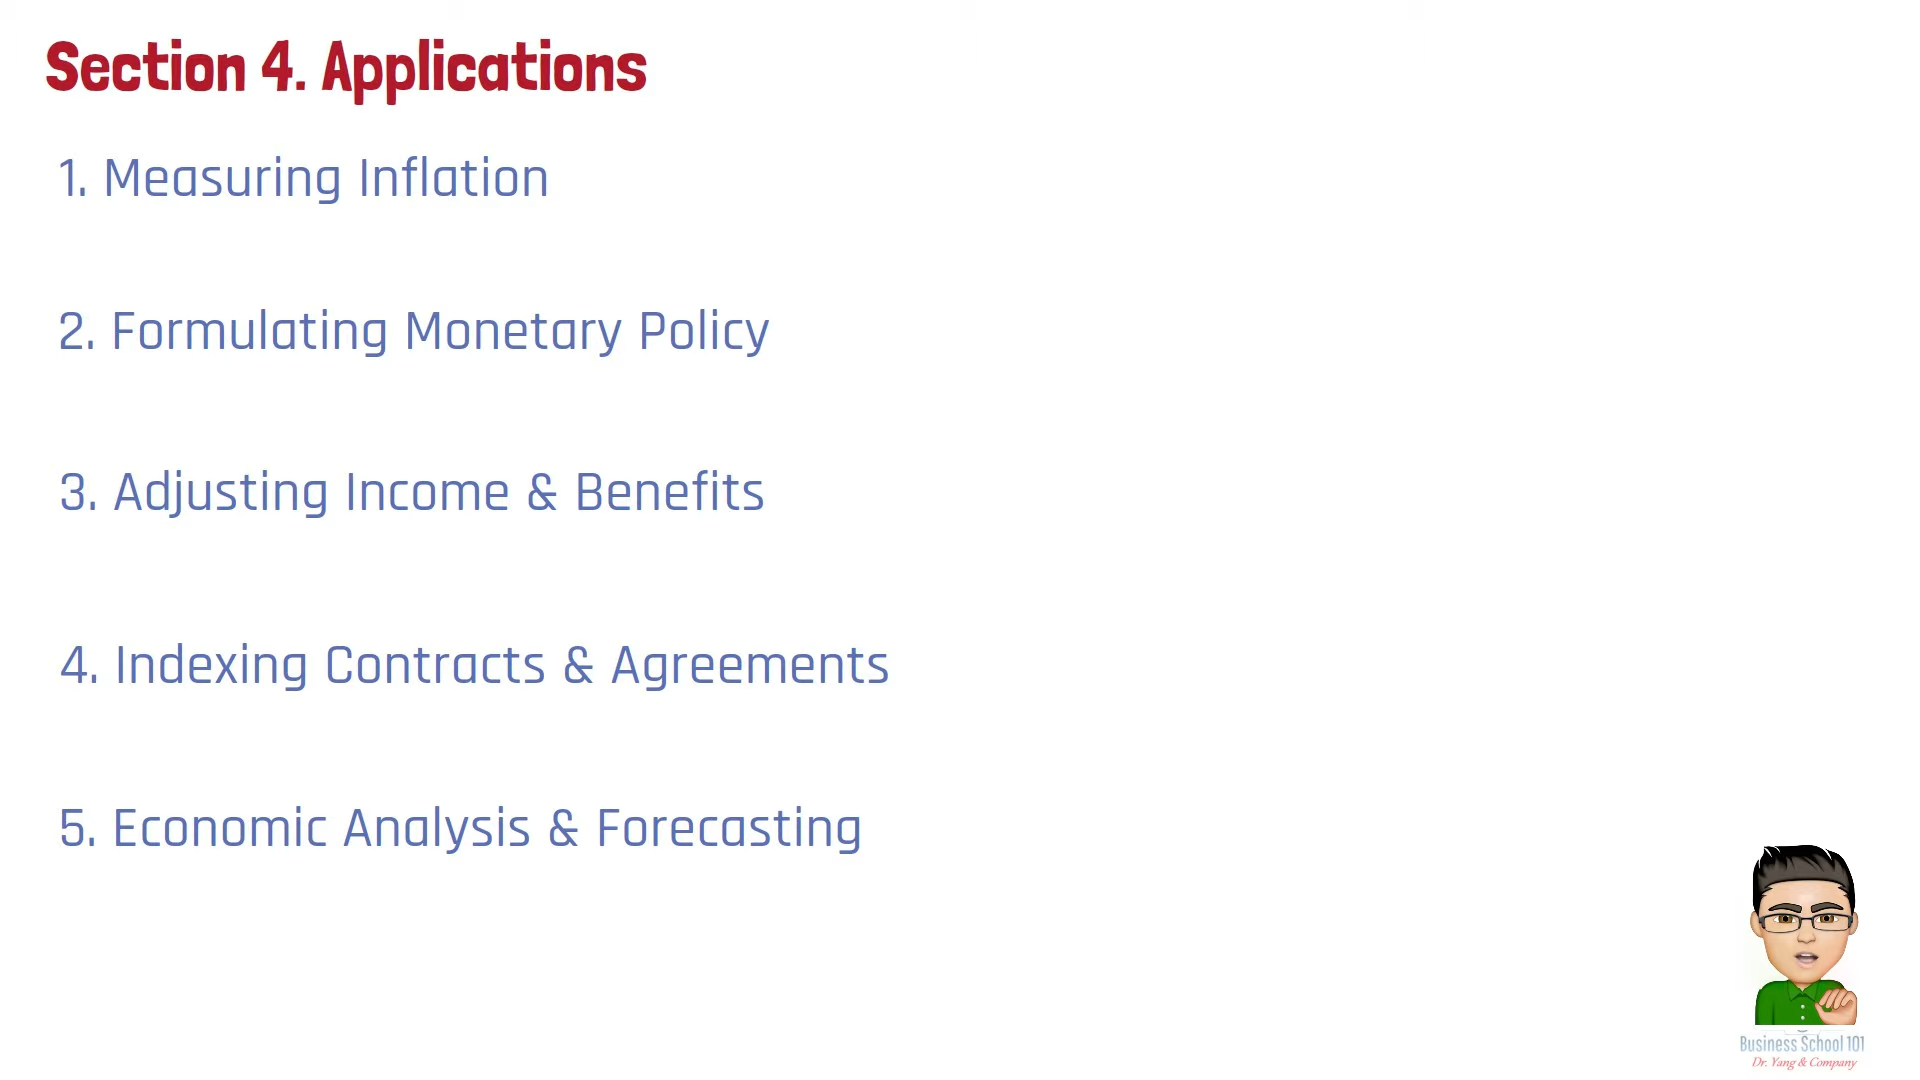 Section 4. Applications
1. Measuring Inflation
2. Formulating Monetary Policy
3. Adjusting Income & Benefits
4. Indexing Contracts & Agreements
5. Economic Analysis & Forecasting
Business School 101
Dr. Yang & Company